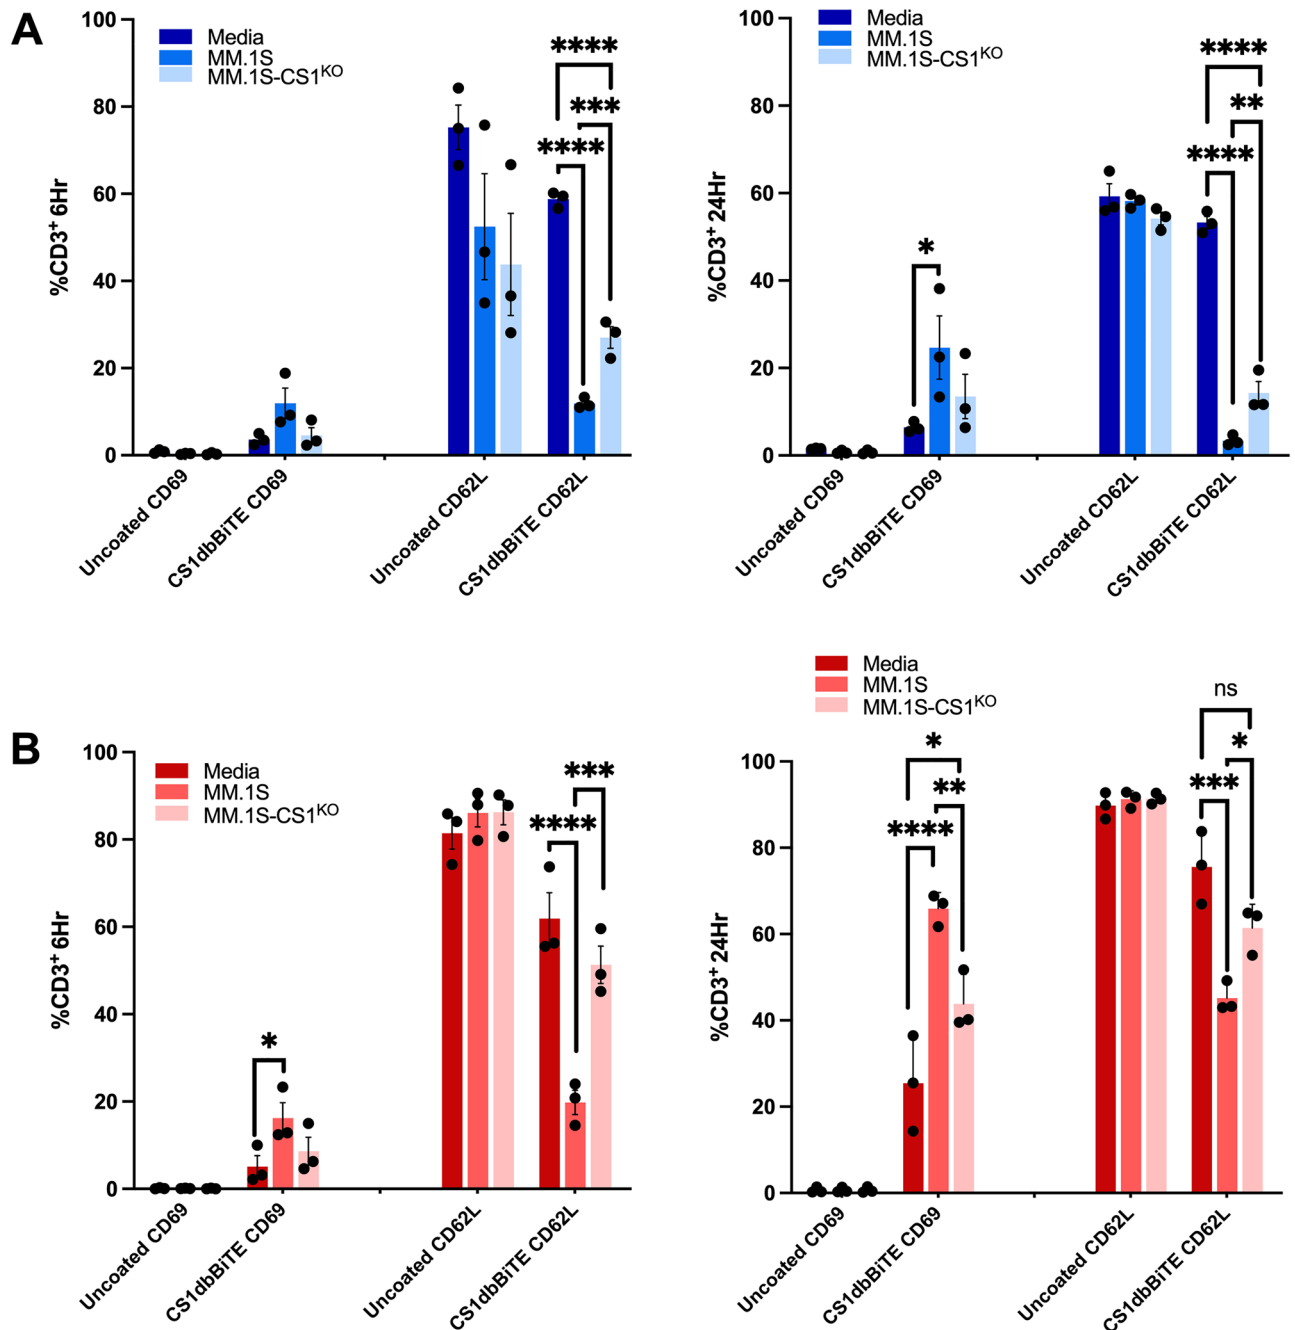 A
Media
MM.1S
MM.1S-CS1KO
100
80
60
40
20
0
%CD3+ 6Hr
****
***
****
Uncoated CD69
CS1dbBiTE CD69
Uncoated CD62L
CS1dbBiTE CD62L
Media
MM.1S
MM.1S-CS1KO
100
80
60
40
20
0
%CD3+ 24Hr
*
****
**
****
Uncoated CD69
CS1dbBiTE CD69
Uncoated CD62L
CS1dbBiTE CD62L
B
Media
MM.1S
MM.1S-CS1KO
100
80
60
40
20
0
%CD3+ 6Hr
*
***
****
Uncoated CD69
CS1dbBiTE CD69
Uncoated CD62L
CS1dbBiTE CD62L
Media
MM.1S
MM.1S-CS1KO
100
80
60
40
20
0
%CD3+ 24Hr
*
**
****
ns
*
***
Uncoated CD69
CS1dbBiTE CD69
Uncoated CD62L
CS1dbBiTE CD62L